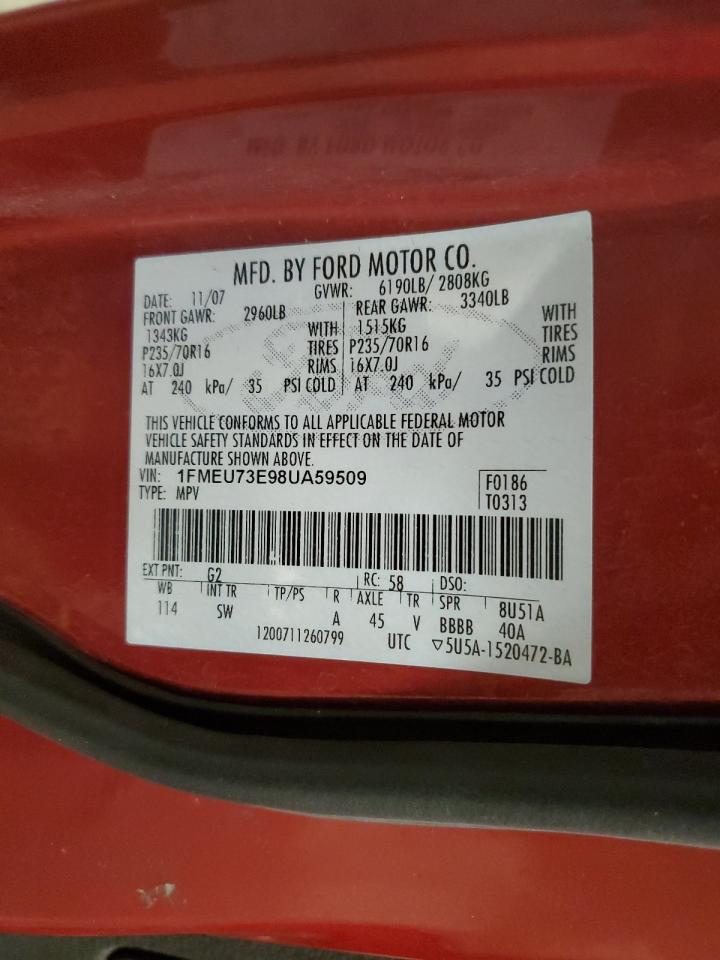 MFD. BY FORD MOTOR CO.
DATE: 11/07 GVWR: 6190LB/ 2808KG
FRONT GAWR: 2960LB REAR GAWR: 3340LB
1343KG WITH 1515KG WITH
P235/70R16 TIRES P235/70R16 TIRES
16X7.0J RIMS 16X7.0J RIMS
AT 240 kPa/ 35 PSI COLD AT 240 kPa/ 35 PSI COLD
THIS VEHICLE CONFORMS TO ALL APPLICABLE FEDERAL MOTOR
VEHICLE SAFETY STANDARDS IN EFFECT ON THE DATE OF
MANUFACTURE SHOWN ABOVE.
VIN: 1FMEU73E98UA59509 F0186
TYPE: MPV T0313
EXT PNT: G2 RC: 58 DSO:
WB INT TR TP/PS R AXLE TR SPR 8U51A
114 SW A 45 V BBBB 40A
1200711260799 UTC ▽5U5A-1520472-BA